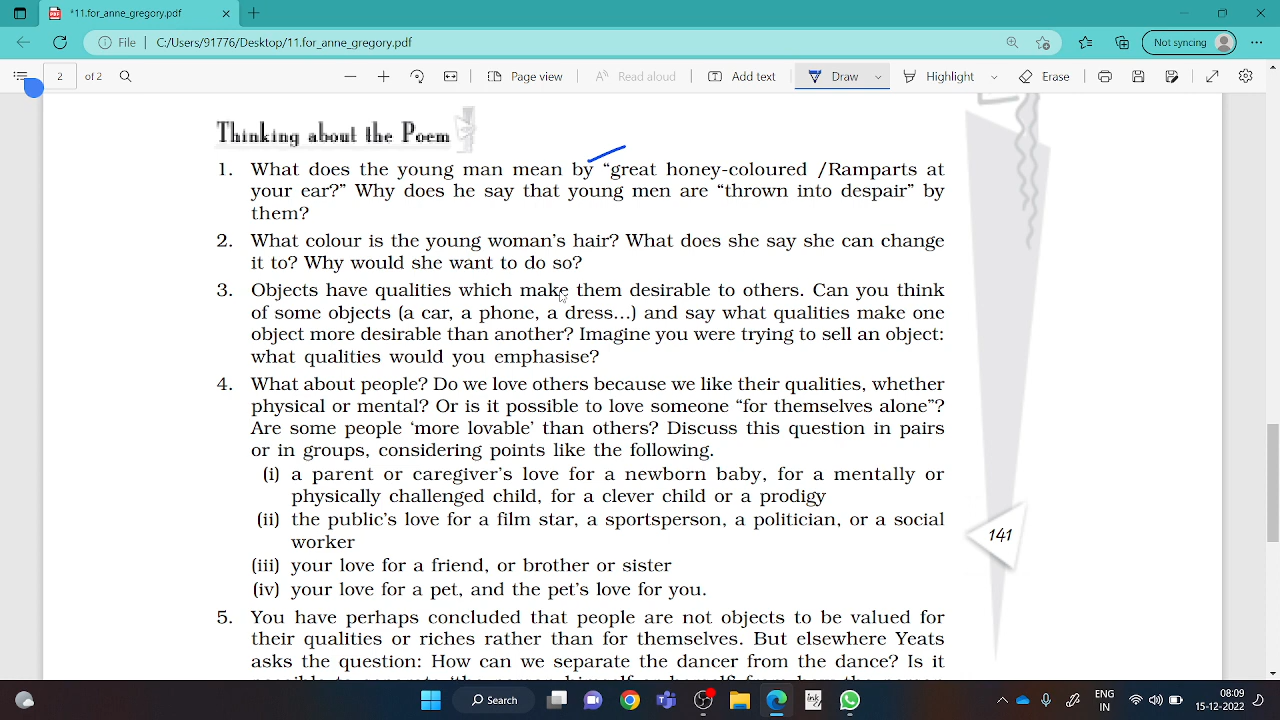 *11.for_anne_gregory.pdf
File C:/Users/91776/Desktop/11.for_anne_gregory.pdf Not syncing
2 of 2 Page view Read aloud Add text Draw Highlight Erase
Thinking about the Poem
1. What does the young man mean by “great honey-coloured /Ramparts at
your ear?” Why does he say that young men are “thrown into despair” by
them?
2. What colour is the young woman’s hair? What does she say she can change
it to? Why would she want to do so?
3. Objects have qualities which make them desirable to others. Can you think
of some objects (a car, a phone, a dress...) and say what qualities make one
object more desirable than another? Imagine you were trying to sell an object:
what qualities would you emphasise?
4. What about people? Do we love others because we like their qualities, whether
physical or mental? Or is it possible to love someone “for themselves alone”?
Are some people ‘more lovable’ than others? Discuss this question in pairs
or in groups, considering points like the following.
(i) a parent or caregiver’s love for a newborn baby, for a mentally or
physically challenged child, for a clever child or a prodigy
(ii) the public’s love for a film star, a sportsperson, a politician, or a social
worker
141
(iii) your love for a friend, or brother or sister
(iv) your love for a pet, and the pet’s love for you.
5. You have perhaps concluded that people are not objects to be valued for
their qualities or riches rather than for themselves. But elsewhere Yeats
asks the question: How can we separate the dancer from the dance? Is it
Search
ENG
IN
08:09
15-12-2022